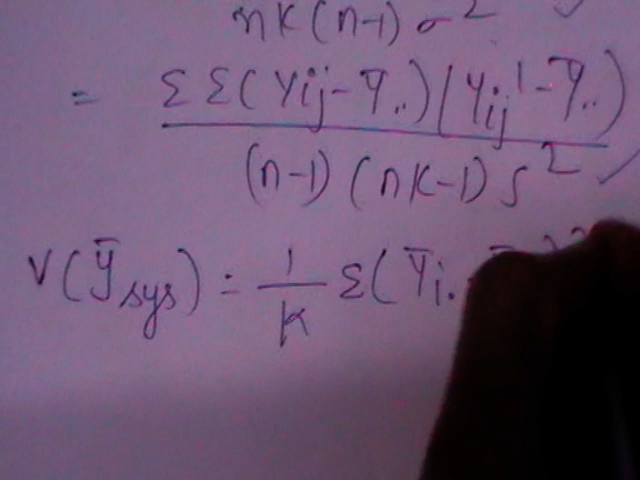 nK(n-1)σ²
= ΣΣ(Yij-Ȳ..)(Yij'-Ȳ..)
(n-1)(nK-1)S²
V(ȳsys) = 1/K Σ(Ȳi.